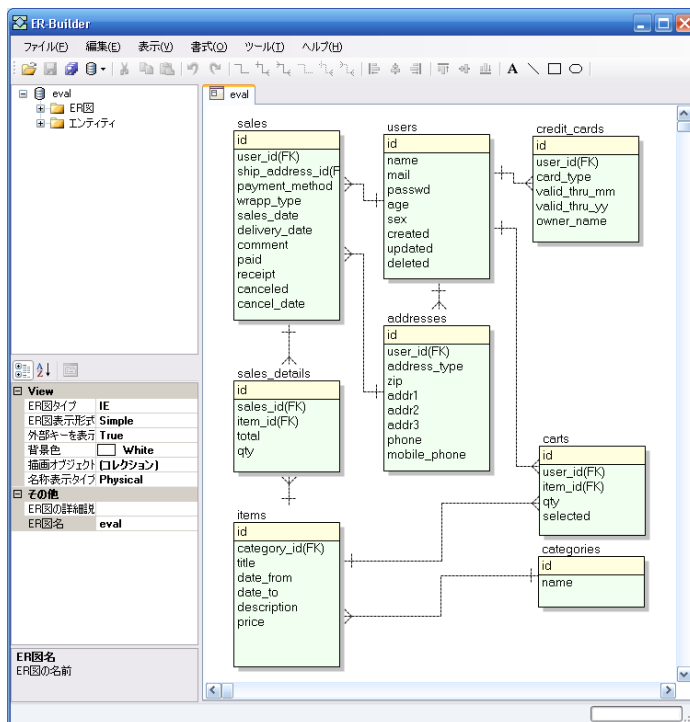 ER-Builder
ファイル(F) 編集(E) 表示(V) 書式(O) ツール(T) ヘルプ(H)
A
eval
ER図
エンティティ
eval
sales
id
user_id(FK)
ship_address_id(F
payment_method
wrapp_type
sales_date
delivery_date
comment
paid
receipt
canceled
cancel_date
users
id
name
mail
passwd
age
sex
created
updated
deleted
credit_cards
id
user_id(FK)
card_type
valid_thru_mm
valid_thru_yy
owner_name
addresses
id
user_id(FK)
address_type
zip
addr1
addr2
addr3
phone
mobile_phone
sales_details
id
sales_id(FK)
item_id(FK)
total
qty
carts
id
user_id(FK)
item_id(FK)
qty
selected
items
id
category_id(FK)
title
date_from
date_to
description
price
categories
id
name
View
ER図タイプ IE
ER図表示形式 Simple
外部キーを表示 True
背景色 White
描画オブジェクト (コレクション)
名称表示タイプ Physical
その他
ER図の詳細説
ER図名 eval
ER図名
ER図の名前